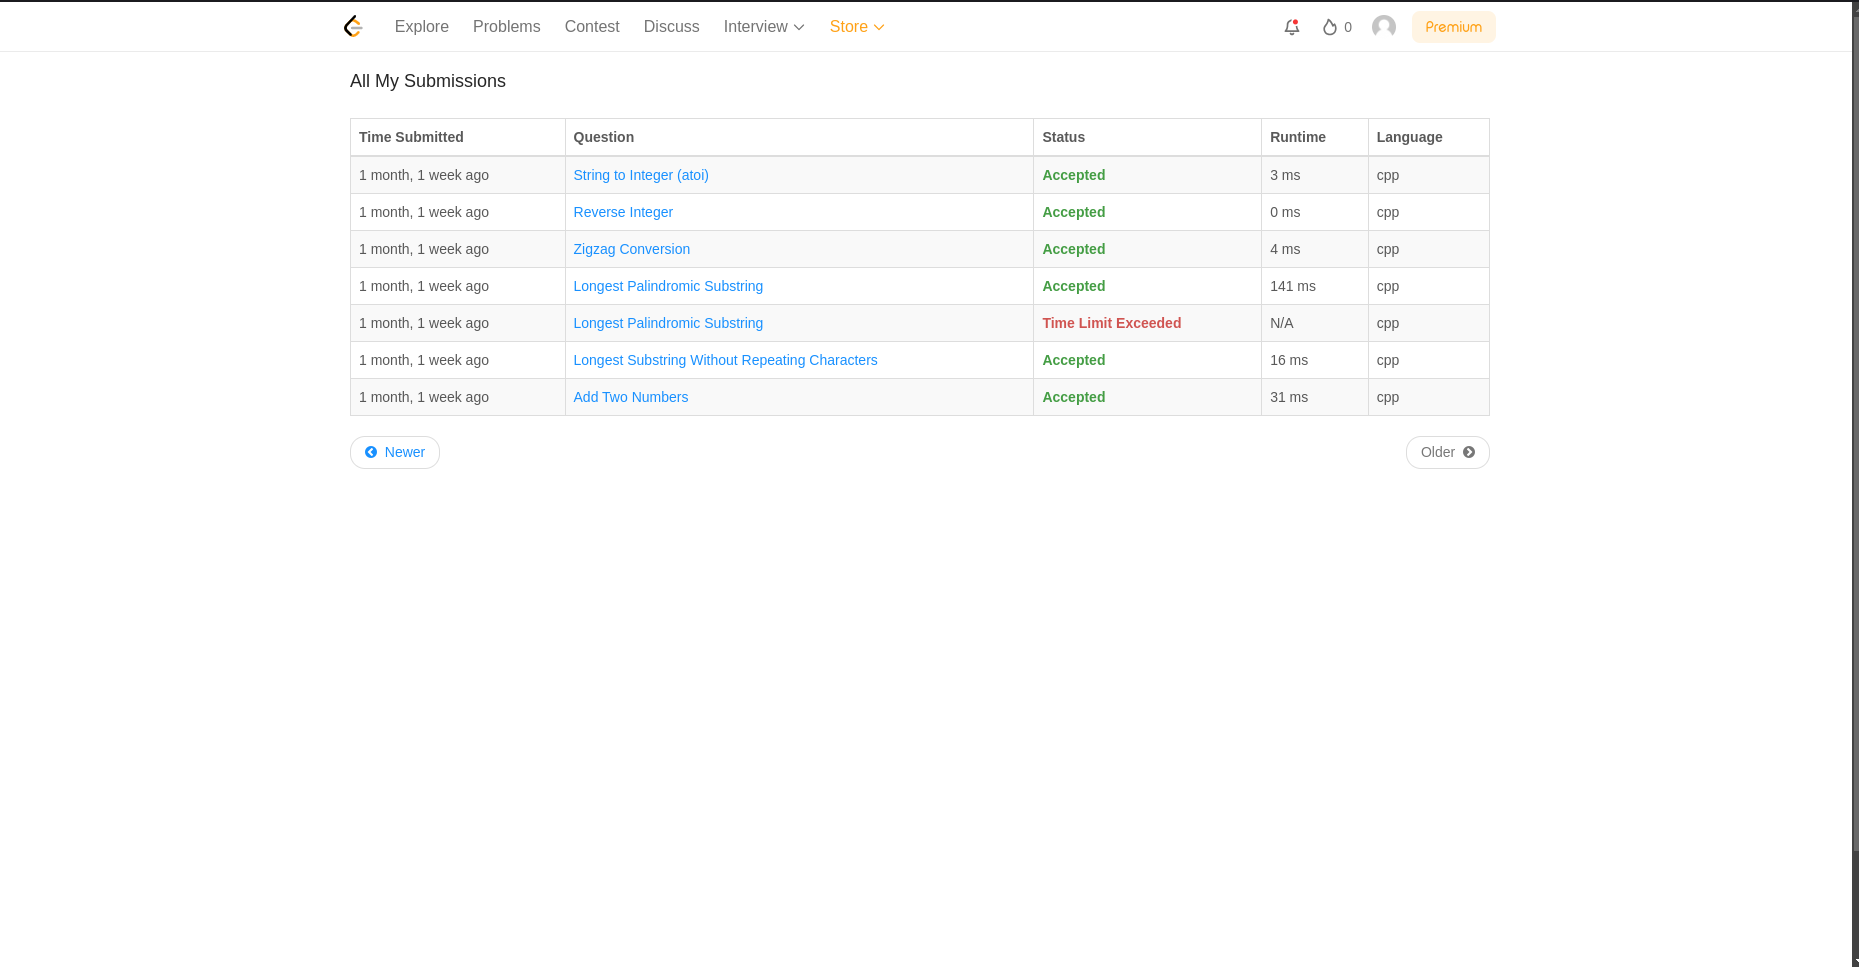 Explore Problems Contest Discuss Interview Store 0 Premium
All My Submissions
Time Submitted Question Status Runtime Language
1 month, 1 week ago String to Integer (atoi) Accepted 3 ms cpp
1 month, 1 week ago Reverse Integer Accepted 0 ms cpp
1 month, 1 week ago Zigzag Conversion Accepted 4 ms cpp
1 month, 1 week ago Longest Palindromic Substring Accepted 141 ms cpp
1 month, 1 week ago Longest Palindromic Substring Time Limit Exceeded N/A cpp
1 month, 1 week ago Longest Substring Without Repeating Characters Accepted 16 ms cpp
1 month, 1 week ago Add Two Numbers Accepted 31 ms cpp
Newer Older